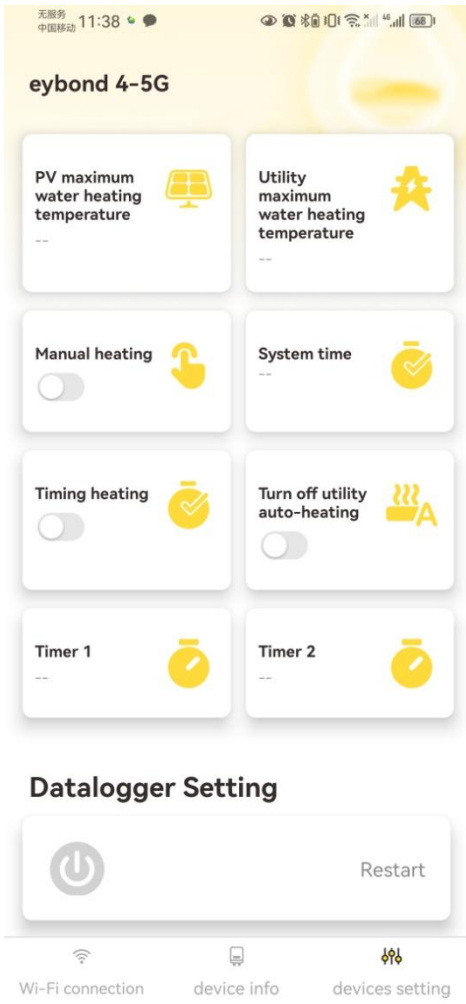 无服务
中国移动 11:38
68
eybond 4-5G
PV maximum
water heating
temperature
--
Utility
maximum
water heating
temperature
--
Manual heating
System time
--
Timing heating
Turn off utility
auto-heating
A
Timer 1
--
Timer 2
--
Datalogger Setting
Restart
Wi-Fi connection
device info
devices setting